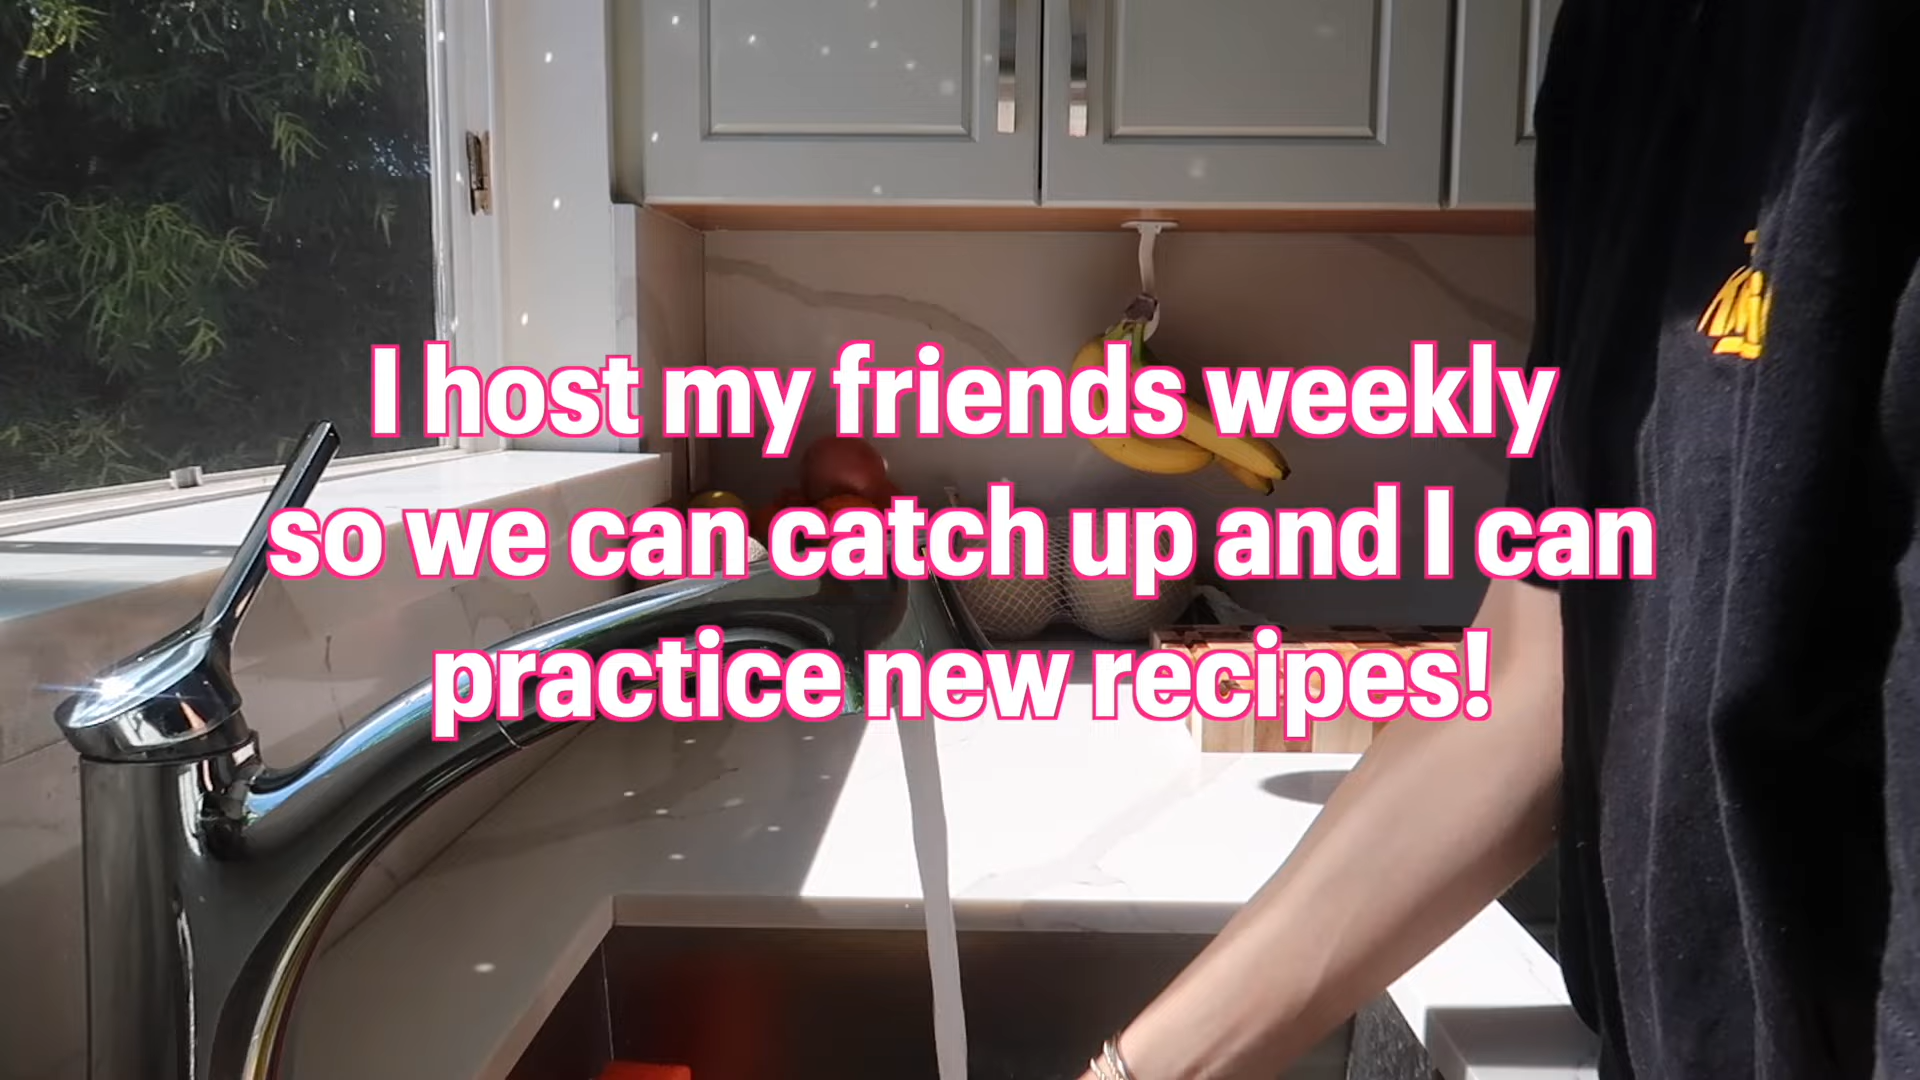 I host my friends weekly
so we can catch up and I can
practice new recipes!